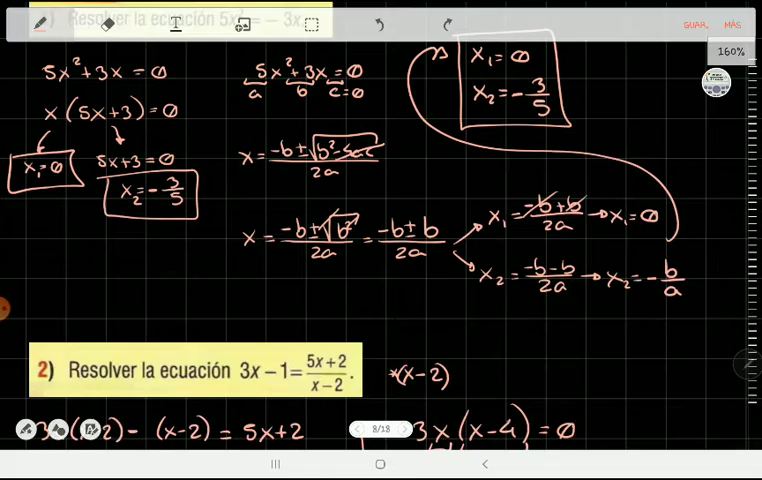 ) Resolver la ecuación 5x² = – 3x
GUAR. MÁS
160%
5x²+3x=0
x(5x+3)=0
x₁=0
5x+3=0
x₂=-3/5
5x²+3x=0
a b c=0
x=(-b±√(b²-4ac))/2a
x=(-b±√b²)/2a=(-b±b)/2a
x₁=(-b+b)/2a→x₁=0
x₂=(-b-b)/2a→x₂=-b/a
x₁=0
x₂=-3/5
2) Resolver la ecuación 3x – 1 = (5x + 2)/(x – 2).
*(x-2)
(x-2)=5x+2
8/18
3x(x-4)=0